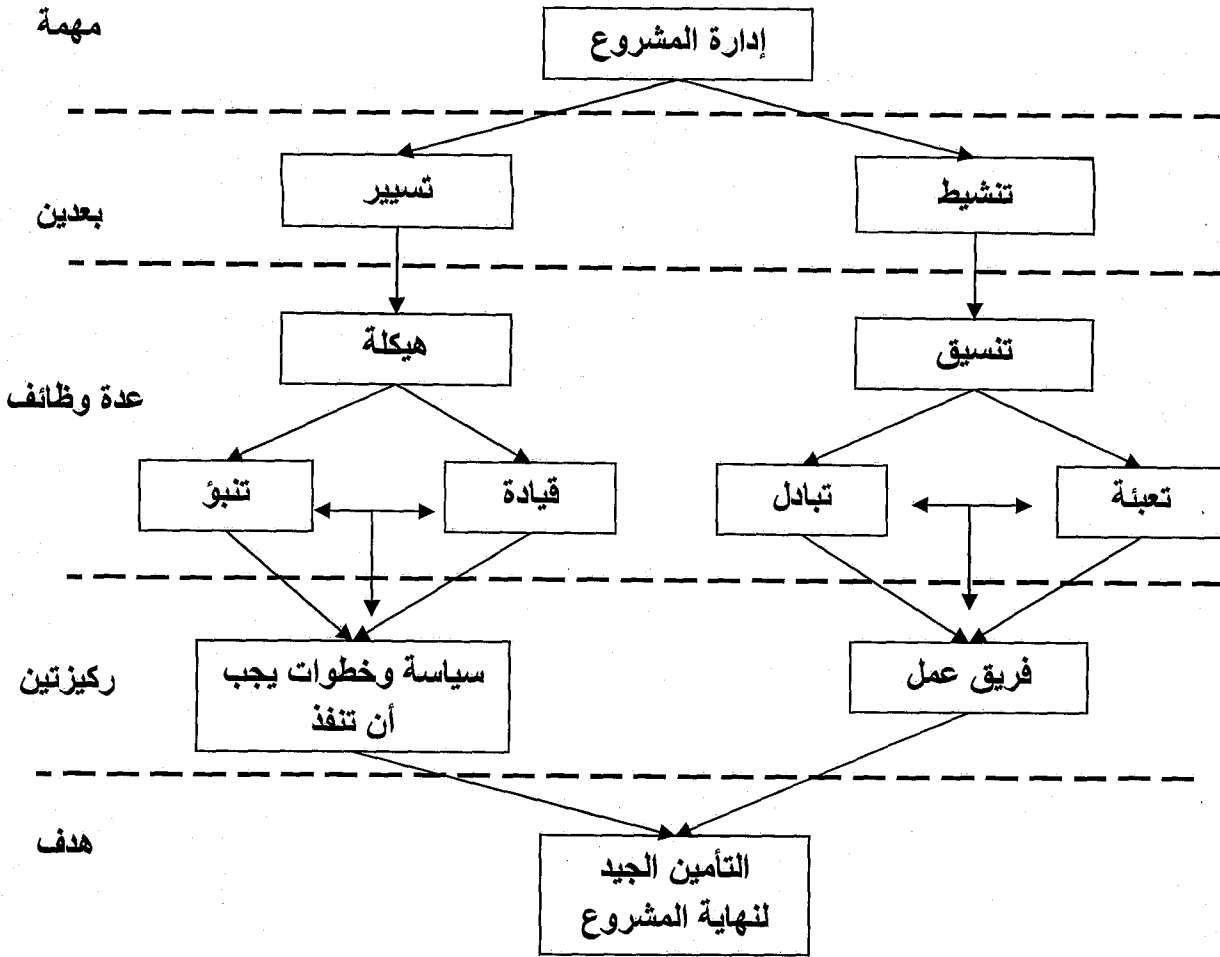 مهمة
إدارة المشروع
تنشيط
تسيير
بعدين
تنسيق
هيكلة
عدة وظائف
تعبئة
تبادل
قيادة
تنبؤ
فريق عمل
سياسة وخطوات يجب
أن تنفذ
ركيزتين
هدف
التأمين الجيد
لنهاية المشروع